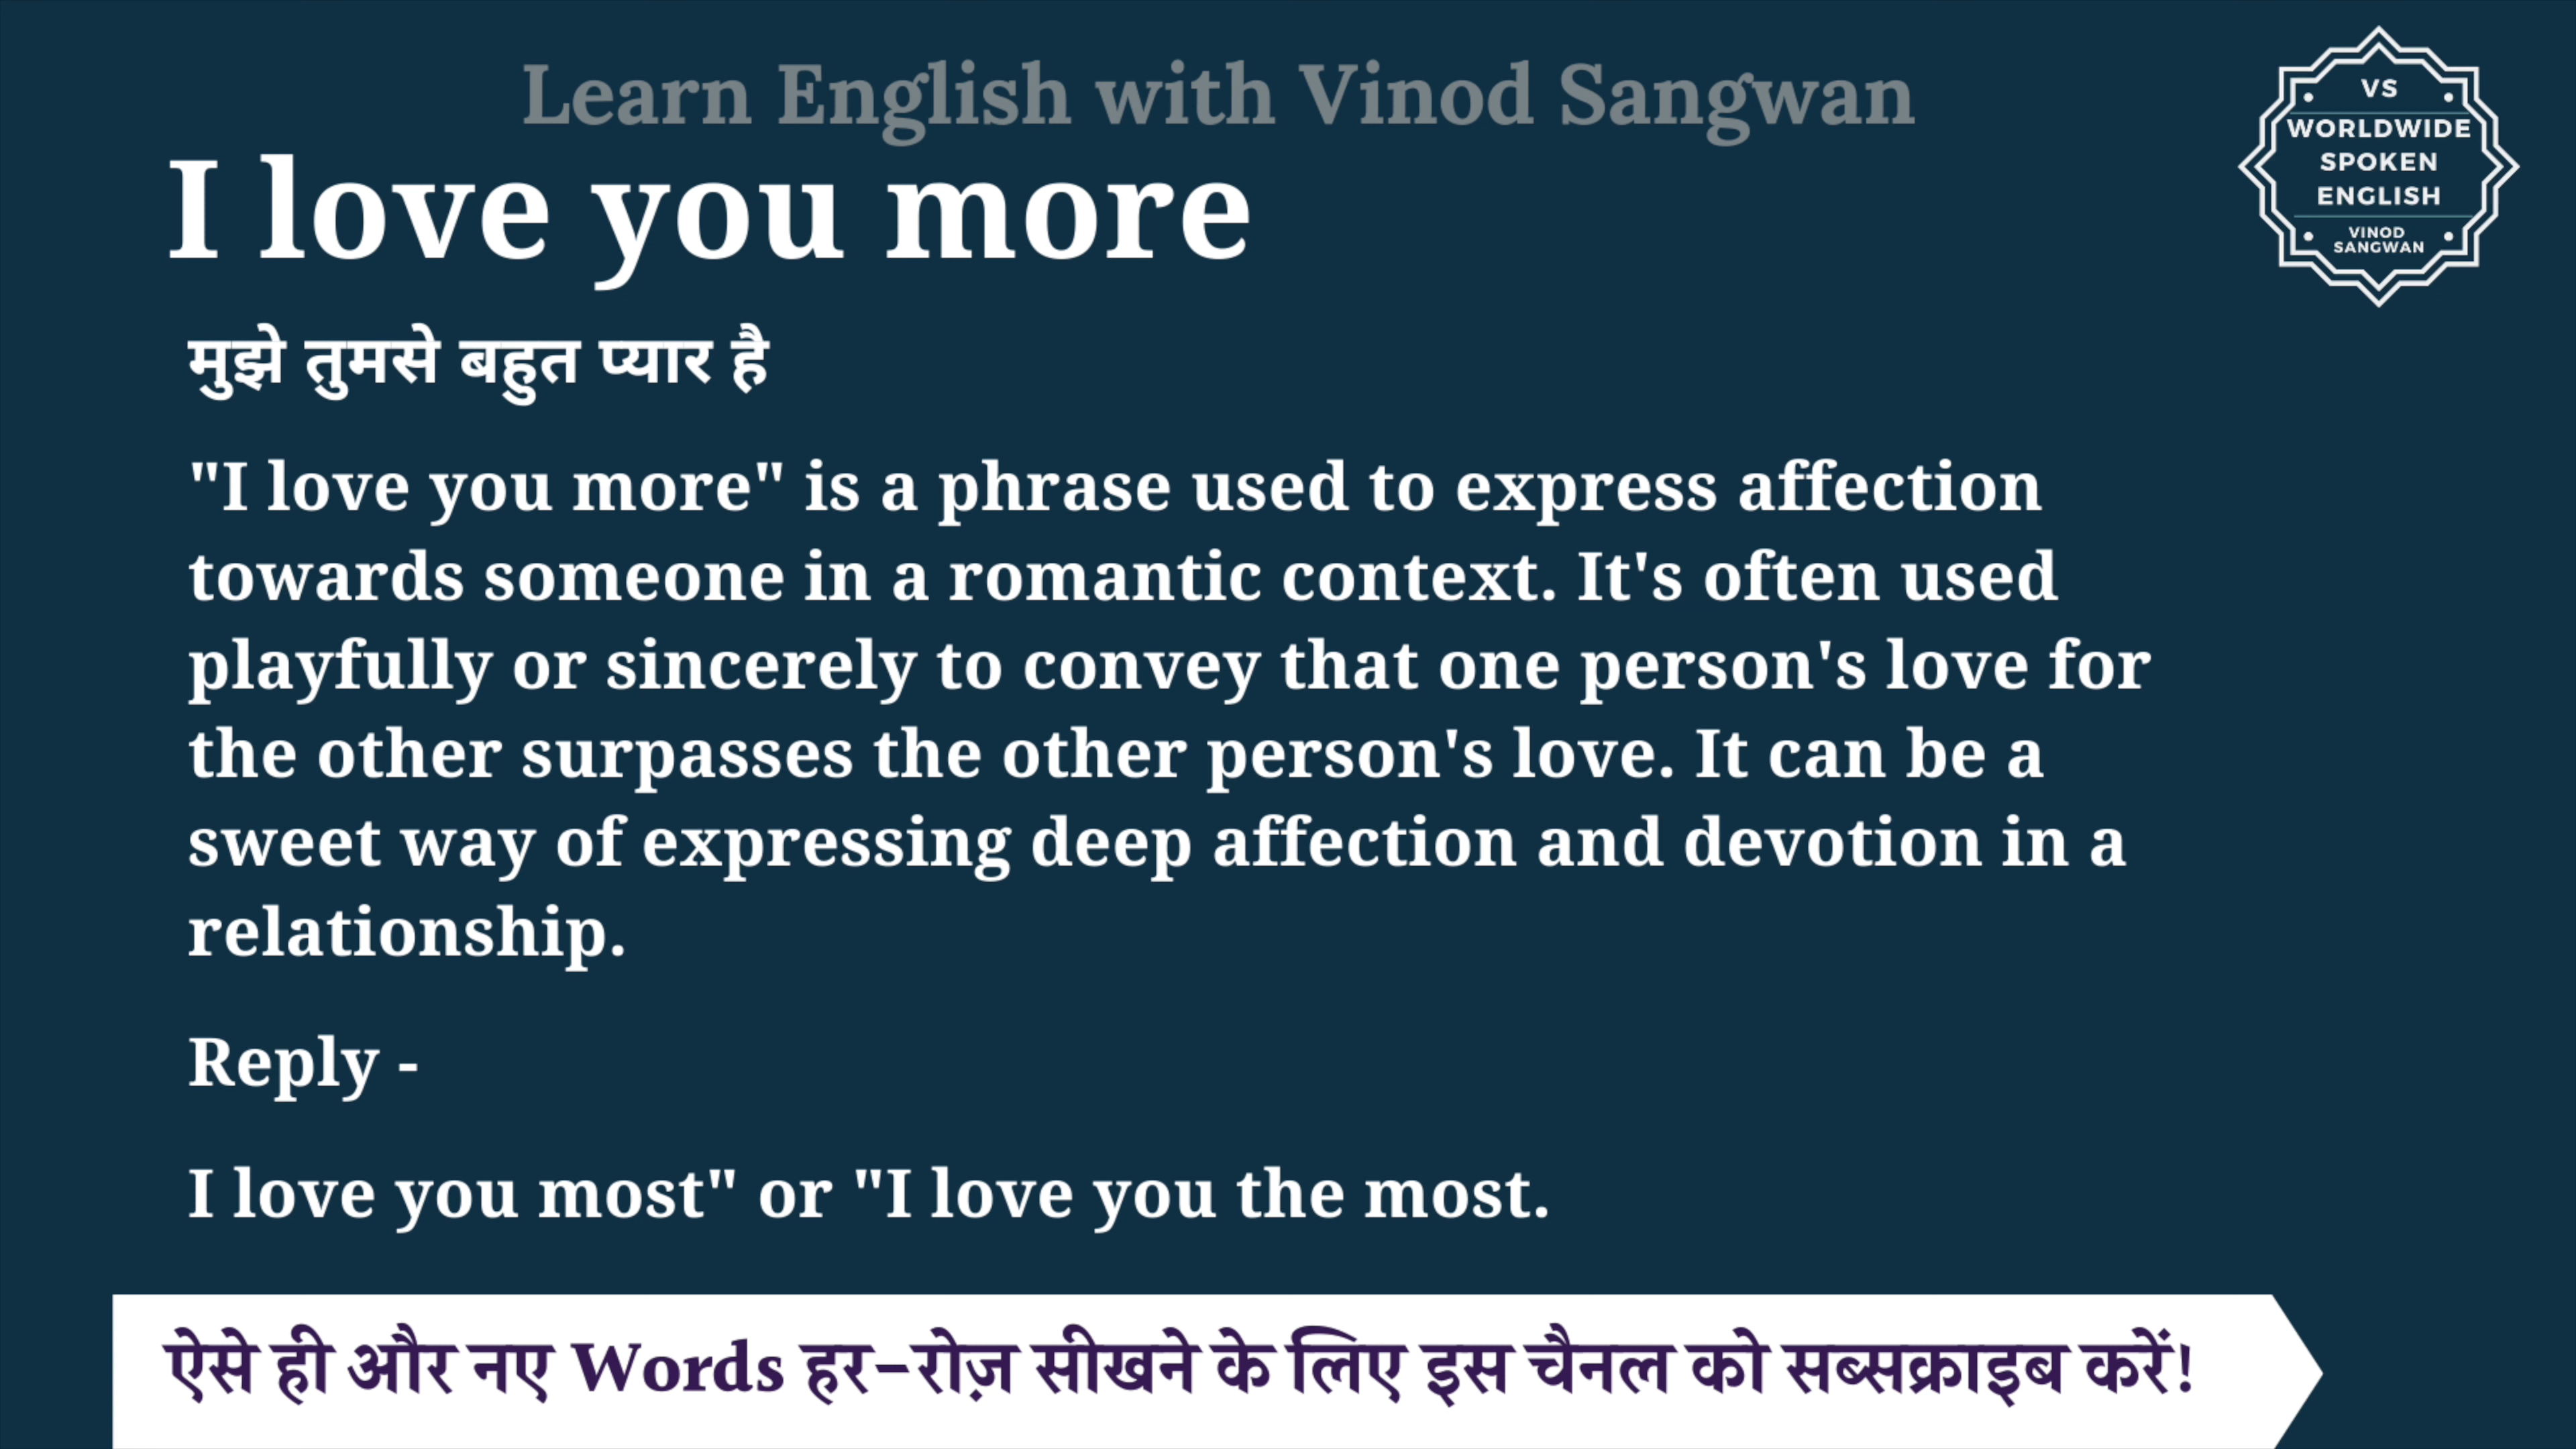 Learn English with Vinod Sangwan
VS
WORLDWIDE
SPOKEN
ENGLISH
VINOD
SANGWAN
I love you more
मुझे तुमसे बहुत प्यार है
"I love you more" is a phrase used to express affection
towards someone in a romantic context. It's often used
playfully or sincerely to convey that one person's love for
the other surpasses the other person's love. It can be a
sweet way of expressing deep affection and devotion in a
relationship.
Reply -
I love you most" or "I love you the most.
ऐसे ही और नए Words हर-रोज़ सीखने के लिए इस चैनल को सब्सक्राइब करें!